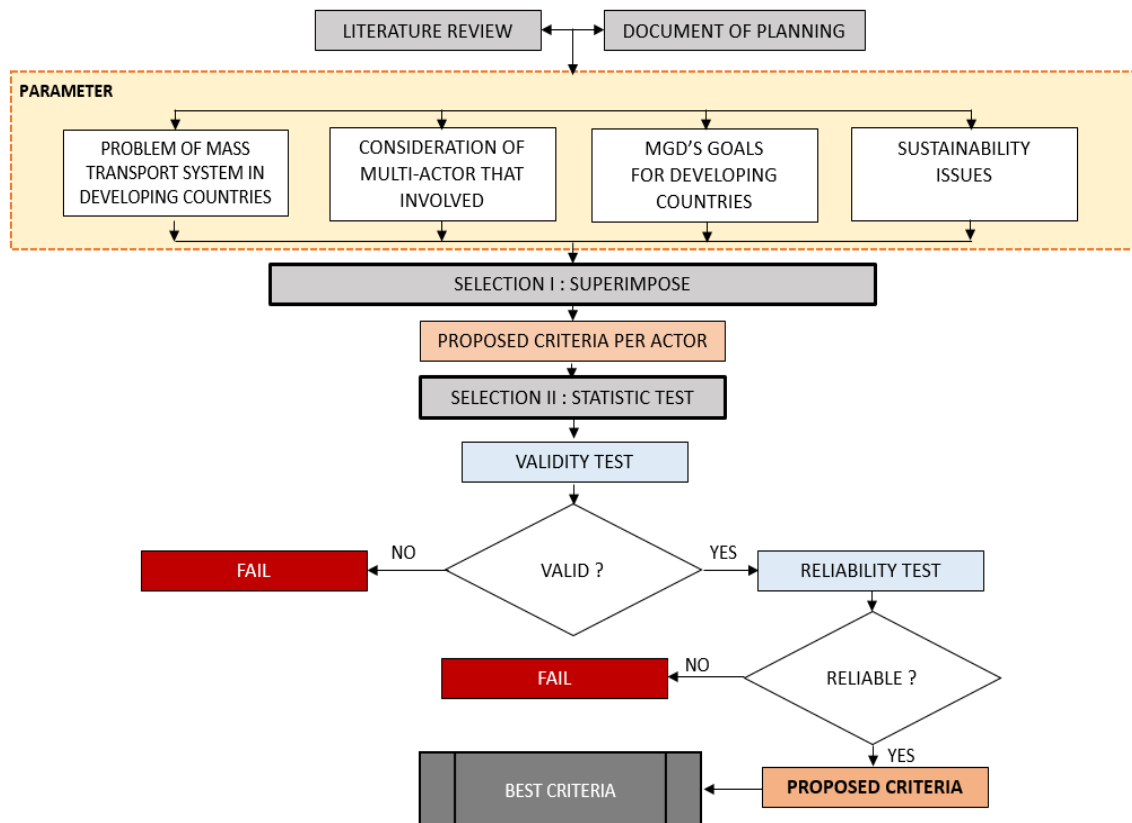 LITERATURE REVIEW
DOCUMENT OF PLANNING
PARAMETER
PROBLEM OF MASS
TRANSPORT SYSTEM IN
DEVELOPING COUNTRIES
CONSIDERATION OF
MULTI-ACTOR THAT
INVOLVED
MGD'S GOALS
FOR DEVELOPING
COUNTRIES
SUSTAINABILITY
ISSUES
SELECTION I : SUPERIMPOSE
PROPOSED CRITERIA PER ACTOR
SELECTION II : STATISTIC TEST
VALIDITY TEST
FAIL
NO
VALID ?
YES
RELIABILITY TEST
FAIL
NO
RELIABLE ?
YES
BEST CRITERIA
PROPOSED CRITERIA